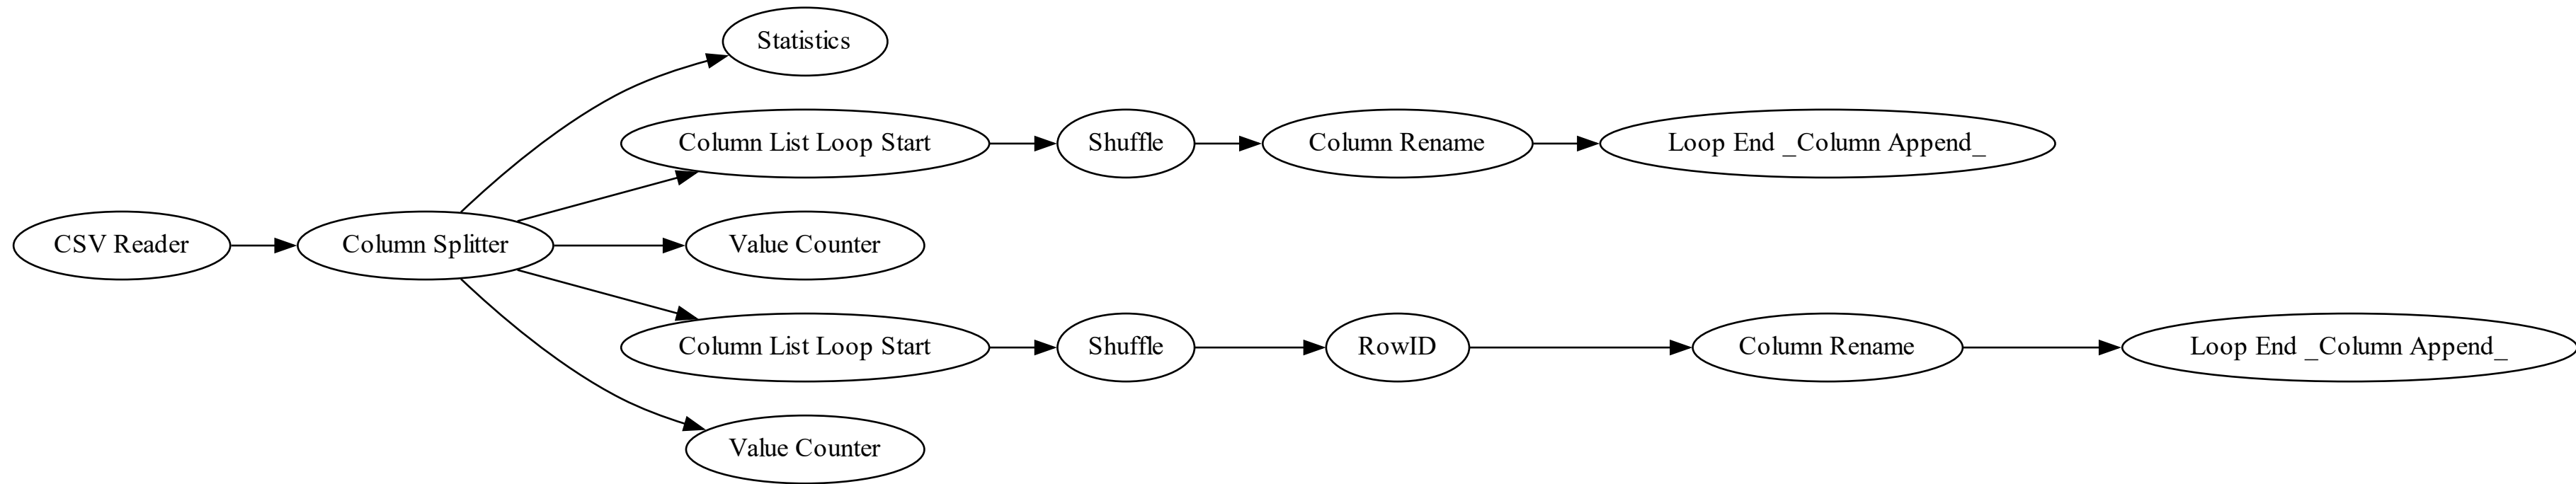 Statistics
Column List Loop Start
Shuffle
Column Rename
Loop End _Column Append_
CSV Reader
Column Splitter
Value Counter
Column List Loop Start
Shuffle
RowID
Column Rename
Loop End _Column Append_
Value Counter